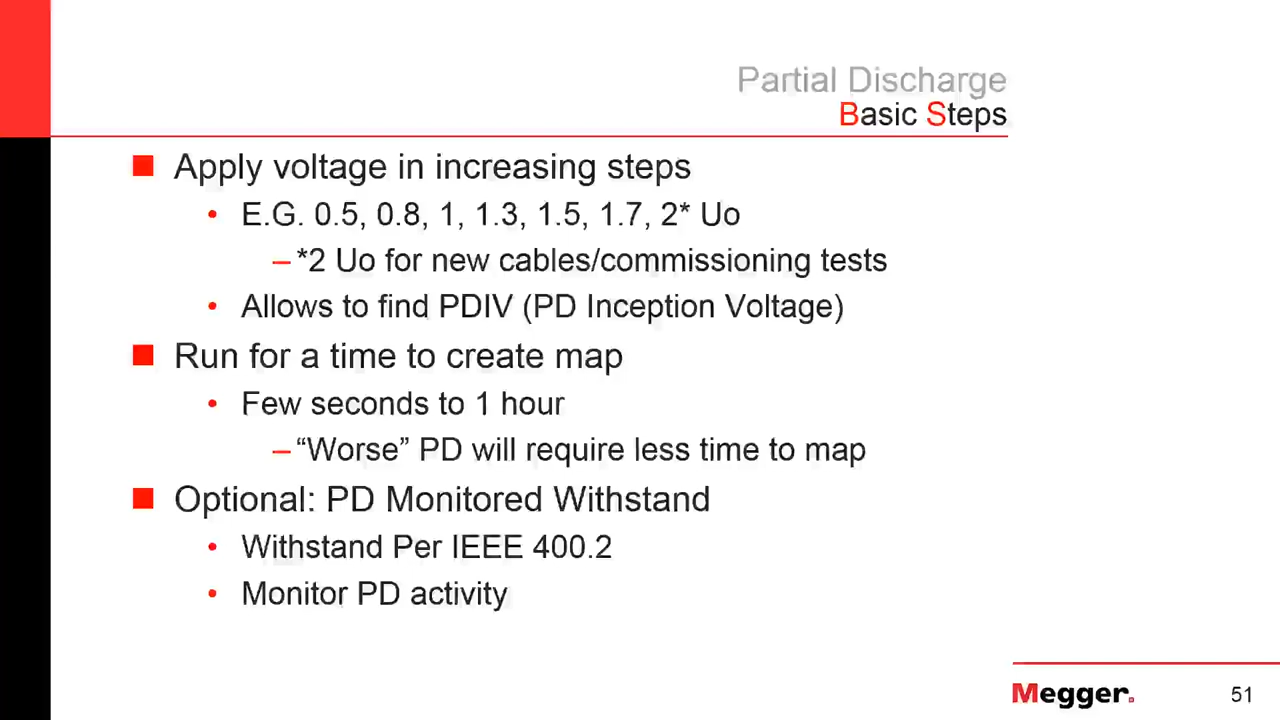 Partial Discharge
Basic Steps
Apply voltage in increasing steps
E.G. 0.5, 0.8, 1, 1.3, 1.5, 1.7, 2* Uo
– *2 Uo for new cables/commissioning tests
Allows to find PDIV (PD Inception Voltage)
Run for a time to create map
Few seconds to 1 hour
– “Worse” PD will require less time to map
Optional: PD Monitored Withstand
Withstand Per IEEE 400.2
Monitor PD activity
Megger.
51